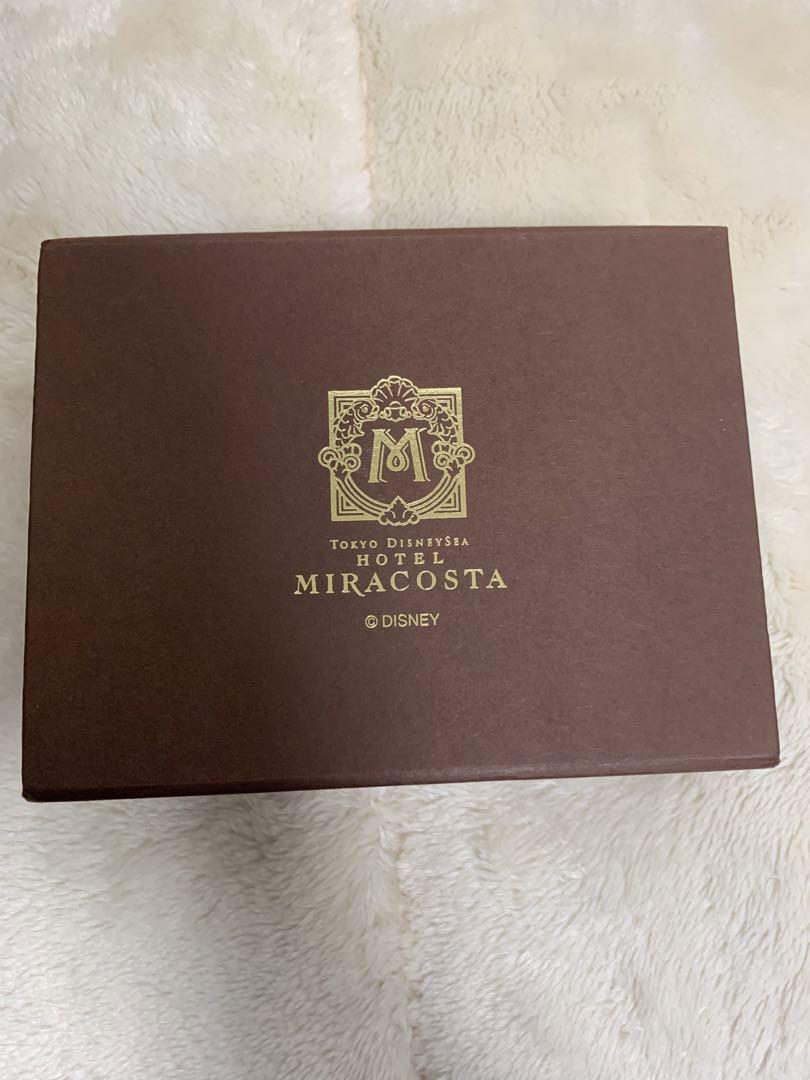 M
TOKYO DISNEYSEA
HOTEL
MIRACOSTA
© DISNEY